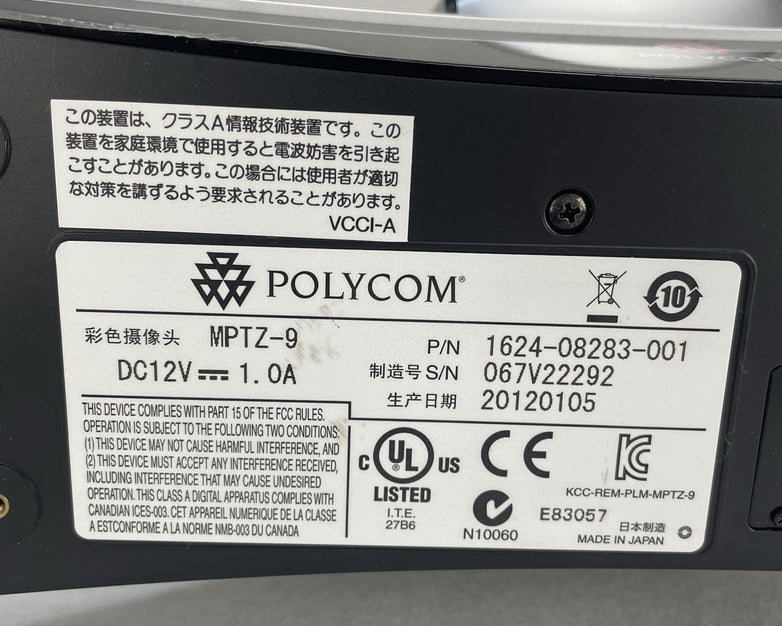 この装置は、クラスA情報技術装置です。この
装置を家庭環境で使用すると電波妨害を引き起
こすことがあります。この場合には使用者が適切
な対策を講ずるよう要求されることがあります。
VCCI-A
POLYCOM®
10
彩色摄像头 MPTZ-9
DC12V ⎓ 1.0A
P/N 1624-08283-001
制造号 S/N 067V22292
生产日期 20120105
THIS DEVICE COMPLIES WITH PART 15 OF THE FCC RULES.
OPERATION IS SUBJECT TO THE FOLLOWING TWO CONDITIONS:
(1) THIS DEVICE MAY NOT CAUSE HARMFUL INTERFERENCE, AND
(2) THIS DEVICE MUST ACCEPT ANY INTERFERENCE RECEIVED,
INCLUDING INTERFERENCE THAT MAY CAUSE UNDESIRED
OPERATION. THIS CLASS A DIGITAL APPARATUS COMPLIES WITH
CANADIAN ICES-003. CET APPAREIL NUMERIQUE DE LA CLASSE
A ESTCONFORME A LA NORME NMB-003 DU CANADA
C UL US
LISTED
I.T.E.
27B6
CE
KCC-REM-PLM-MPTZ-9
N10060
E83057
日本制造
MADE IN JAPAN